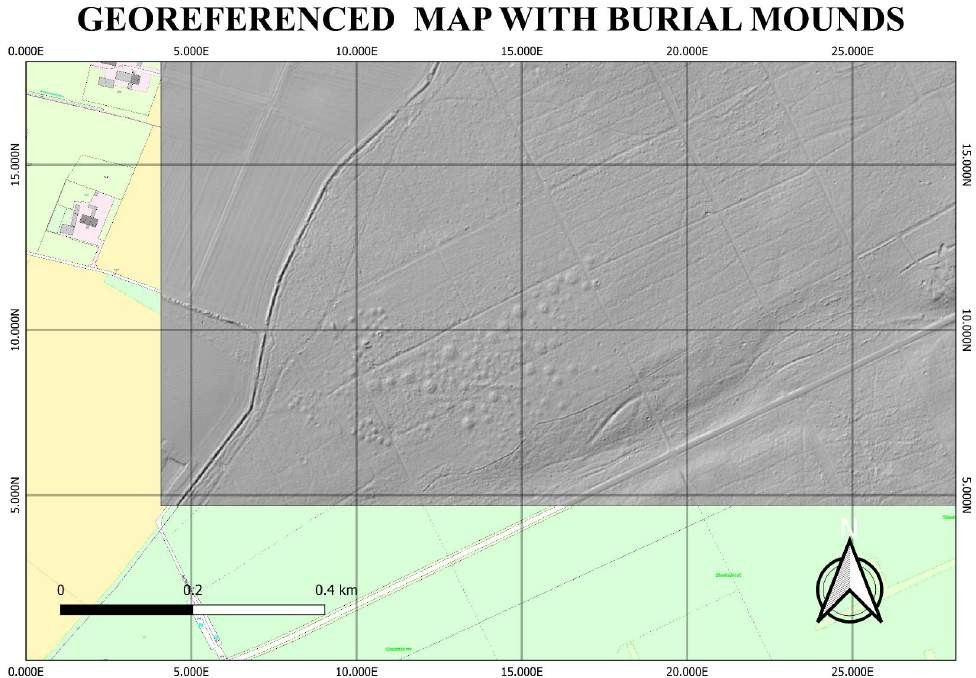 GEOREFERENCED MAP WITH BURIAL MOUNDS
0.000E 5.000E 10.000E 15.000E 20.000E 25.000E
15.000N 15.000N
10.000N 10.000N
5.000N 5.000N
N
0 0.2 0.4 km
0.000E 5.000E 10.000E 15.000E 20.000E 25.000E